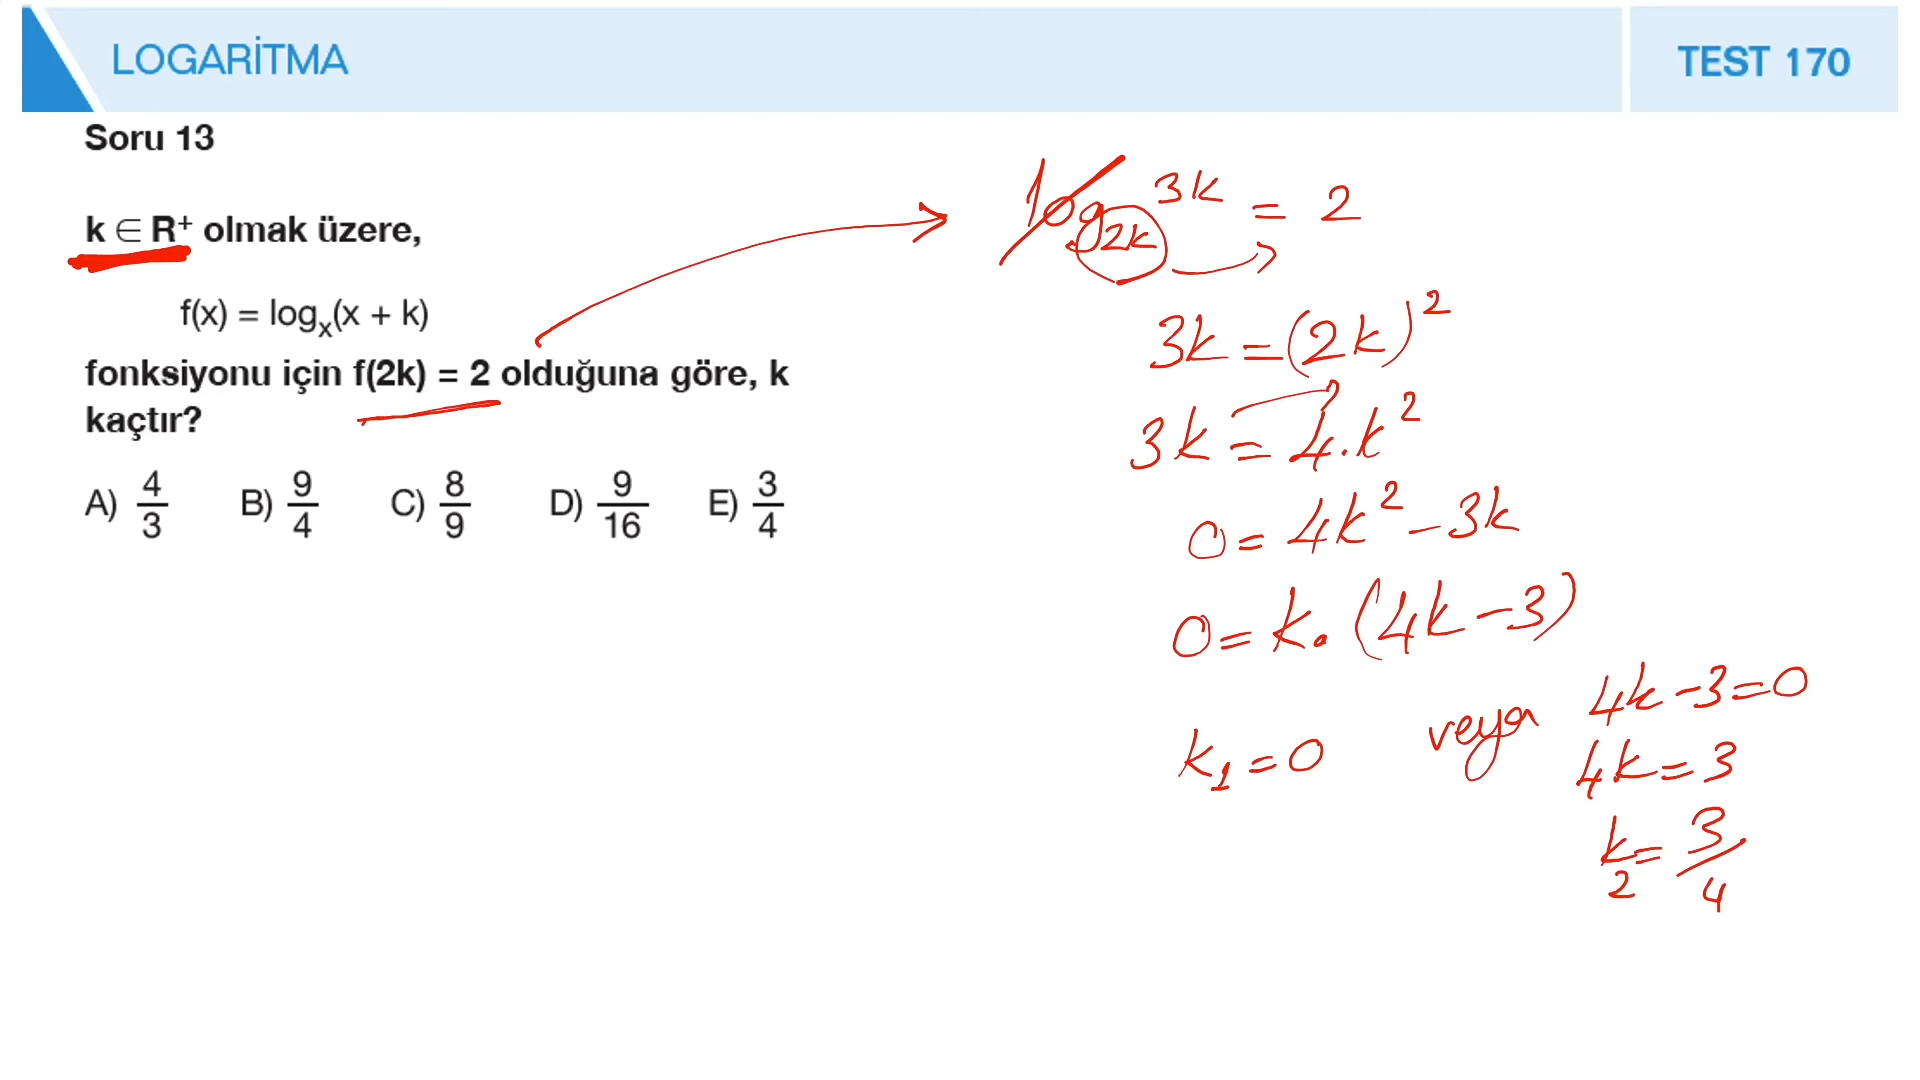 LOGARİTMA
TEST 170
Soru 13
k ∈ R⁺ olmak üzere,
f(x) = logₓ(x + k)
fonksiyonu için f(2k) = 2 olduğuna göre, k
kaçtır?
A) 4/3 B) 9/4 C) 8/9 D) 9/16 E) 3/4
log_2k 3k = 2
3k = (2k)²
3k = 4.k²
0 = 4k² - 3k
0 = k. (4k - 3)
k₁ = 0 veya 4k - 3 = 0
4k = 3
k₂ = 3/4